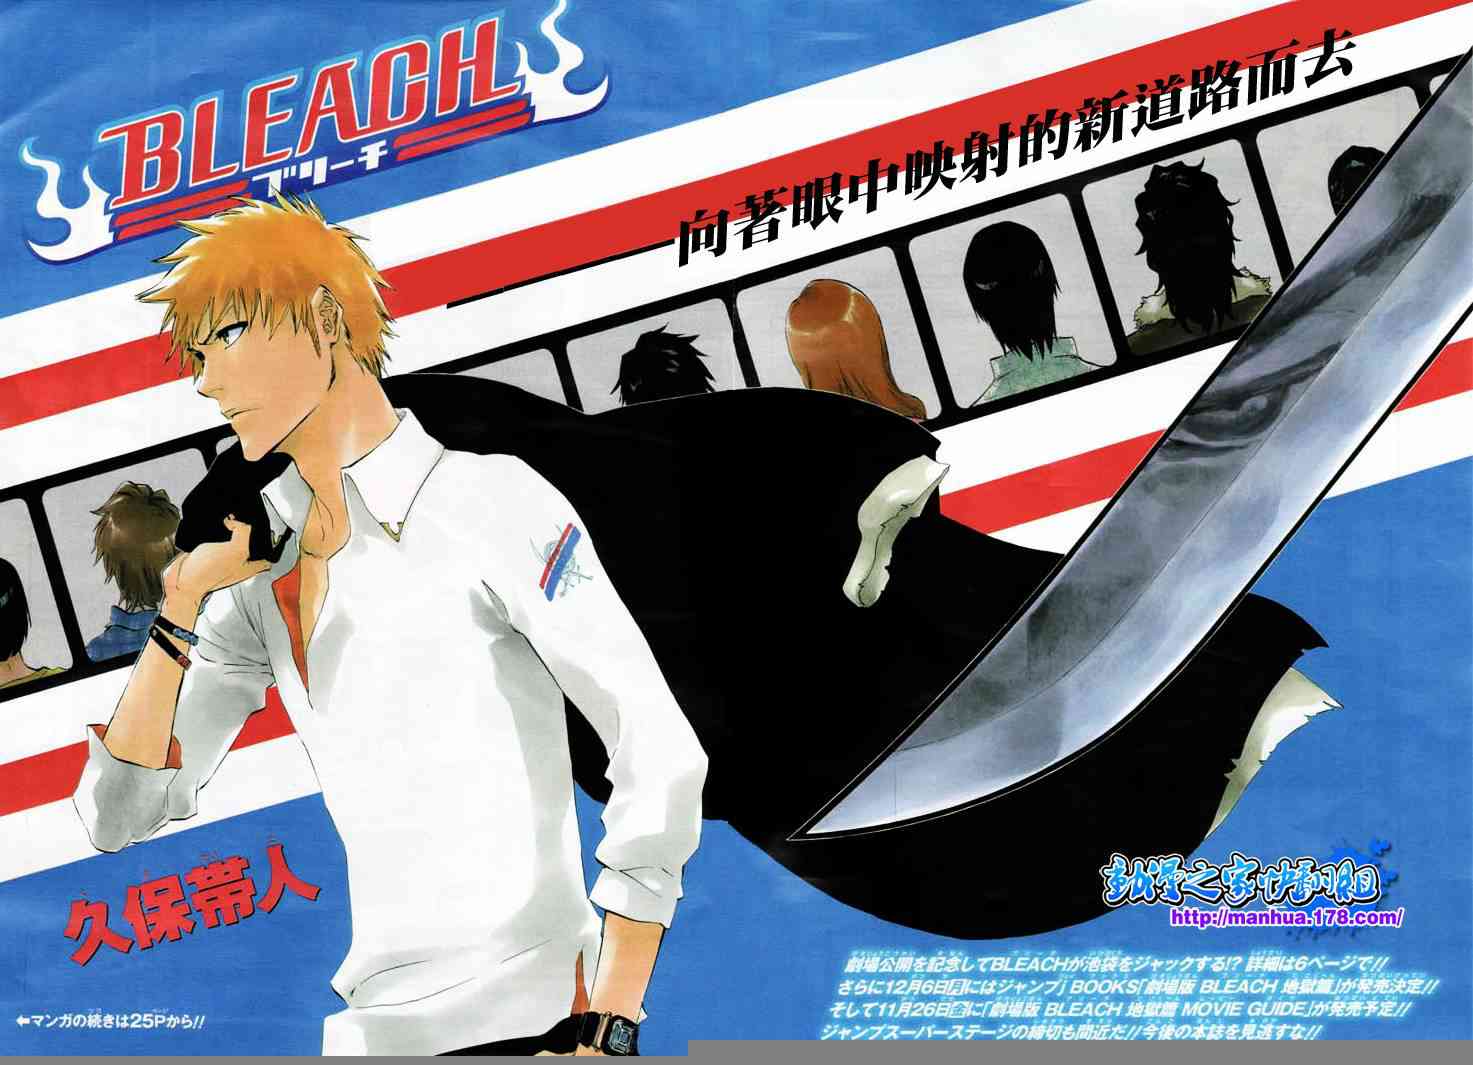 BLEACH
ブリーチ
向著眼中映射的新道路而去
久保帯人
⬅マンガの続きは25Pから!!
動漫之家快翻組
http://manhua.178.com/
劇場公開を記念してBLEACHが池袋をジャックする!? 詳細は6ページで!!
さらに12月6日月にはジャンプj BOOKS「劇場版 BLEACH 地獄篇」が発売決定!!
そして11月26日金に「劇場版 BLEACH 地獄篇 MOVIE GUIDE」が発売予定!!
ジャンプスーパーステージの締切も間近だ!! 今後の本誌を見逃すな!!